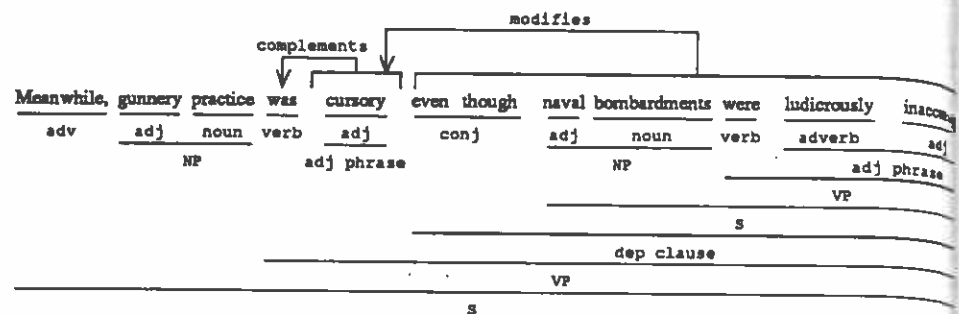 modifies
complements
Meanwhile, gunnery practice was cursory even though naval bombardments were ludicrously
adv adj noun verb adj conj adj noun verb adverb adj
NP adj phrase NP adj phrase
VP
S
dep clause
VP
S